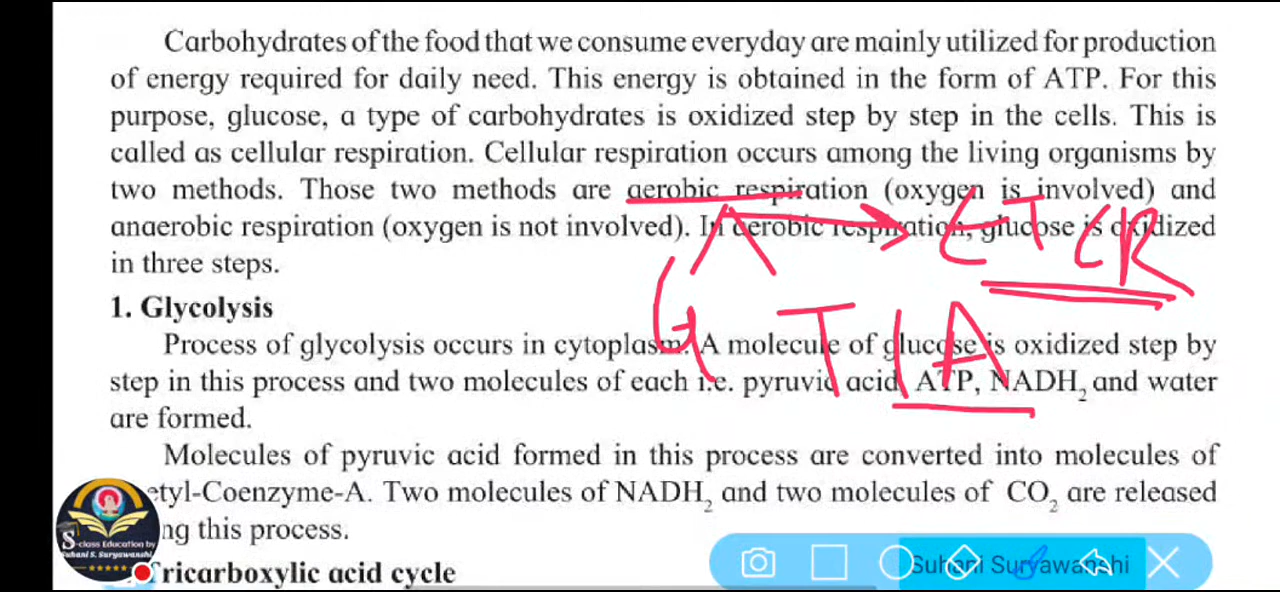 Carbohydrates of the food that we consume everyday are mainly utilized for production
of energy required for daily need. This energy is obtained in the form of ATP. For this
purpose, glucose, a type of carbohydrates is oxidized step by step in the cells. This is
called as cellular respiration. Cellular respiration occurs among the living organisms by
two methods. Those two methods are aerobic respiration (oxygen is involved) and
anaerobic respiration (oxygen is not involved). In aerobic respiration, glucose is oxidized
ETCR
in three steps.
1. Glycolysis
G T A
Process of glycolysis occurs in cytoplasm. A molecule of glucose is oxidized step by
step in this process and two molecules of each i.e. pyruvic acid, ATP, NADH₂ and water
are formed.
Molecules of pyruvic acid formed in this process are converted into molecules of
etyl-Coenzyme-A. Two molecules of NADH₂ and two molecules of CO₂ are released
ng this process.
S-class Education by
Suhani S. Suryawanshi
ricarboxylic acid cycle
Suhani Suryawanshi